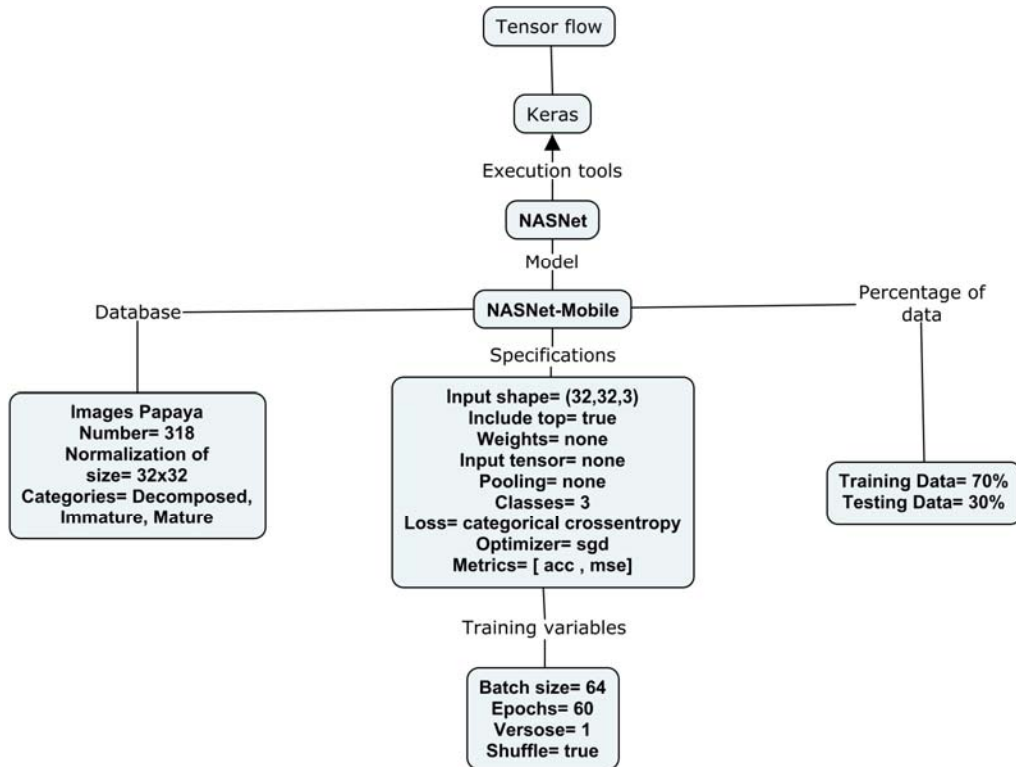 Tensor flow
Keras
Execution tools
NASNet
Model
NASNet-Mobile
Database
Percentage of
data
Specifications
Images Papaya
Number= 318
Normalization of
size= 32x32
Categories= Decomposed,
Immature, Mature
Input shape= (32,32,3)
Include top= true
Weights= none
Input tensor= none
Pooling= none
Classes= 3
Loss= categorical crossentropy
Optimizer= sgd
Metrics= [ acc , mse]
Training Data= 70%
Testing Data= 30%
Training variables
Batch size= 64
Epochs= 60
Versose= 1
Shuffle= true